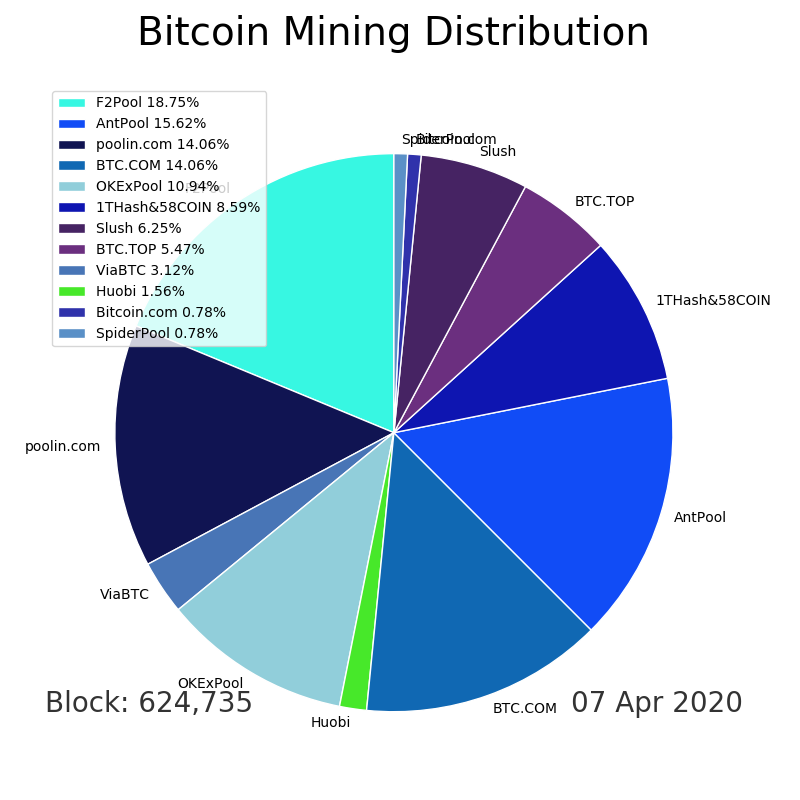 Bitcoin Mining Distribution
F2Pool 18.75%
AntPool 15.62%
poolin.com 14.06%
BTC.COM 14.06%
OKExPool 10.94%
1THash&58COIN 8.59%
Slush 6.25%
BTC.TOP 5.47%
ViaBTC 3.12%
Huobi 1.56%
Bitcoin.com 0.78%
SpiderPool 0.78%
SpiderPool
Bitcoin.com
Slush
BTC.TOP
1THash&58COIN
AntPool
BTC.COM
Huobi
OKExPool
ViaBTC
poolin.com
Block: 624,735
07 Apr 2020